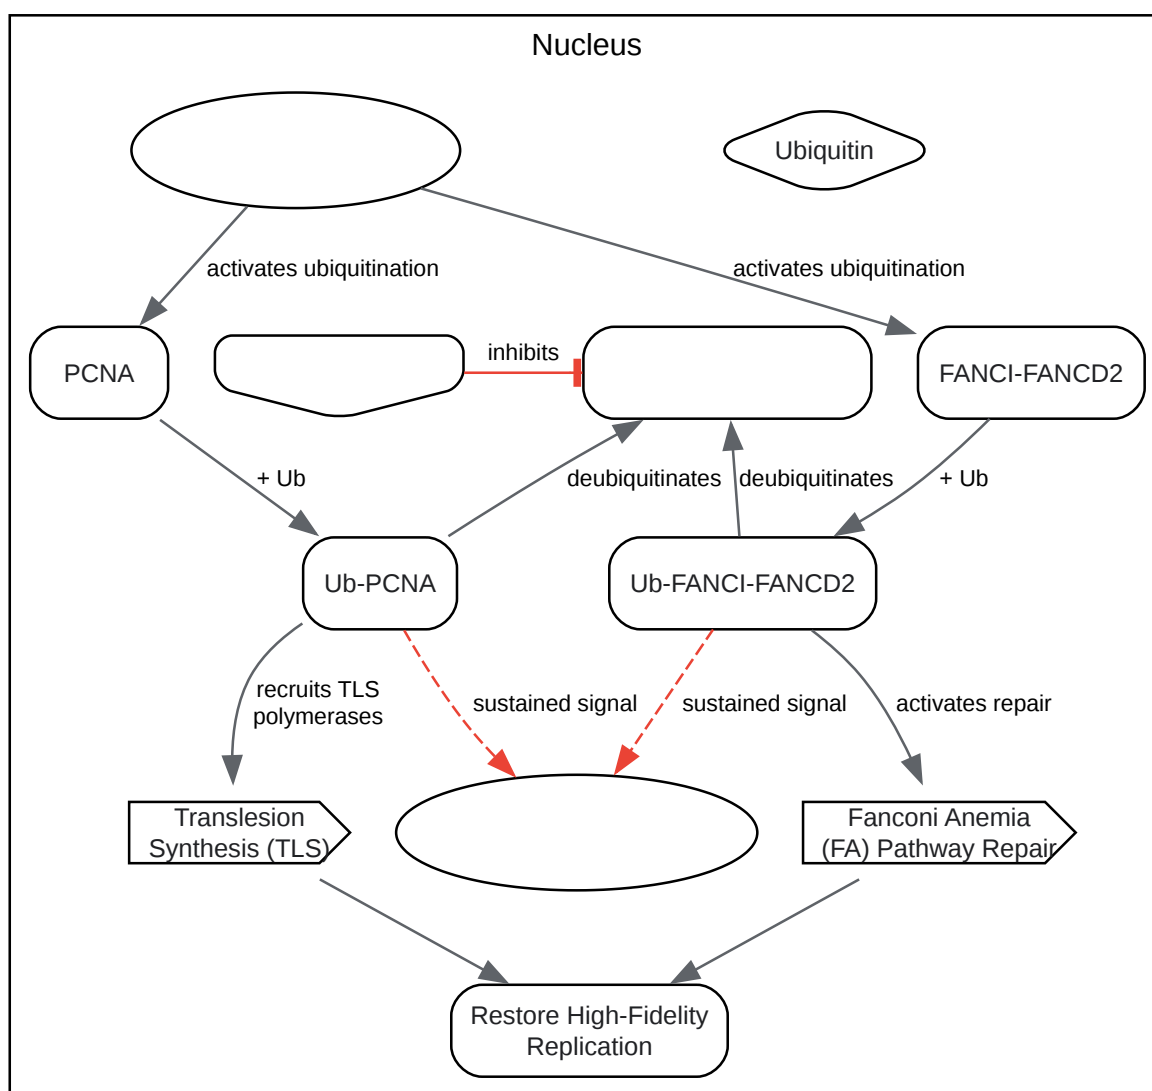 Nucleus
Ubiquitin
activates ubiquitination
activates ubiquitination
PCNA
inhibits
FANCI-FANCD2
+ Ub
deubiquitinates
deubiquitinates
+ Ub
Ub-PCNA
Ub-FANCI-FANCD2
recruits TLS
polymerases
sustained signal
sustained signal
activates repair
Translesion
Synthesis (TLS)
Fanconi Anemia
(FA) Pathway Repair
Restore High-Fidelity
Replication